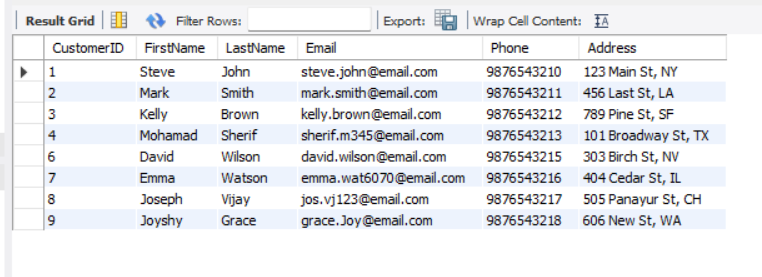 Result Grid Filter Rows: Export: Wrap Cell Content: IA
CustomerID FirstName LastName Email Phone Address
1 Steve John steve.john@email.com 9876543210 123 Main St, NY
2 Mark Smith mark.smith@email.com 9876543211 456 Last St, LA
3 Kelly Brown kelly.brown@email.com 9876543212 789 Pine St, SF
4 Mohamad Sherif sherif.m345@email.com 9876543213 101 Broadway St, TX
6 David Wilson david.wilson@email.com 9876543215 303 Birch St, NV
7 Emma Watson emma.wat6070@email.com 9876543216 404 Cedar St, IL
8 Joseph Vijay jos.vj123@email.com 9876543217 505 Panayur St, CH
9 Joyshy Grace grace.Joy@email.com 9876543218 606 New St, WA